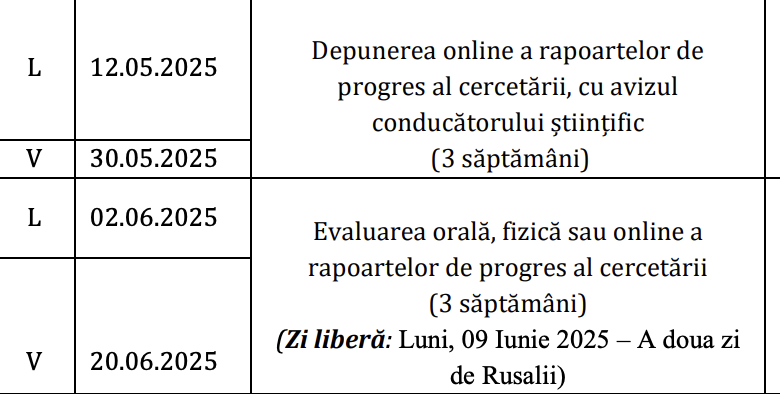 L
12.05.2025
Depunerea online a rapoartelor de
progres al cercetării, cu avizul
conducătorului științific
(3 săptămâni)
V
30.05.2025
L
02.06.2025
Evaluarea orală, fizică sau online a
rapoartelor de progres al cercetării
(3 săptămâni)
(Zi liberă: Luni, 09 Iunie 2025 – A doua zi
de Rusalii)
V
20.06.2025